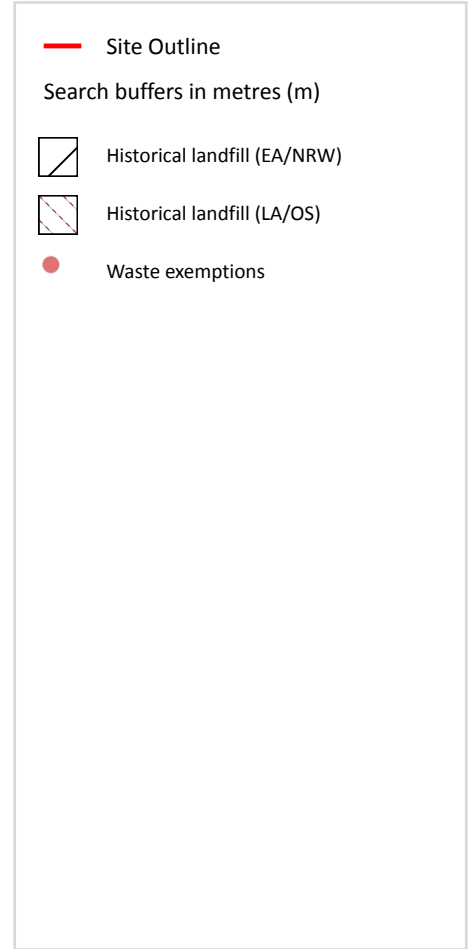 Site Outline
Search buffers in metres (m)
Historical landfill (EA/NRW)
Historical landfill (LA/OS)
Waste exemptions